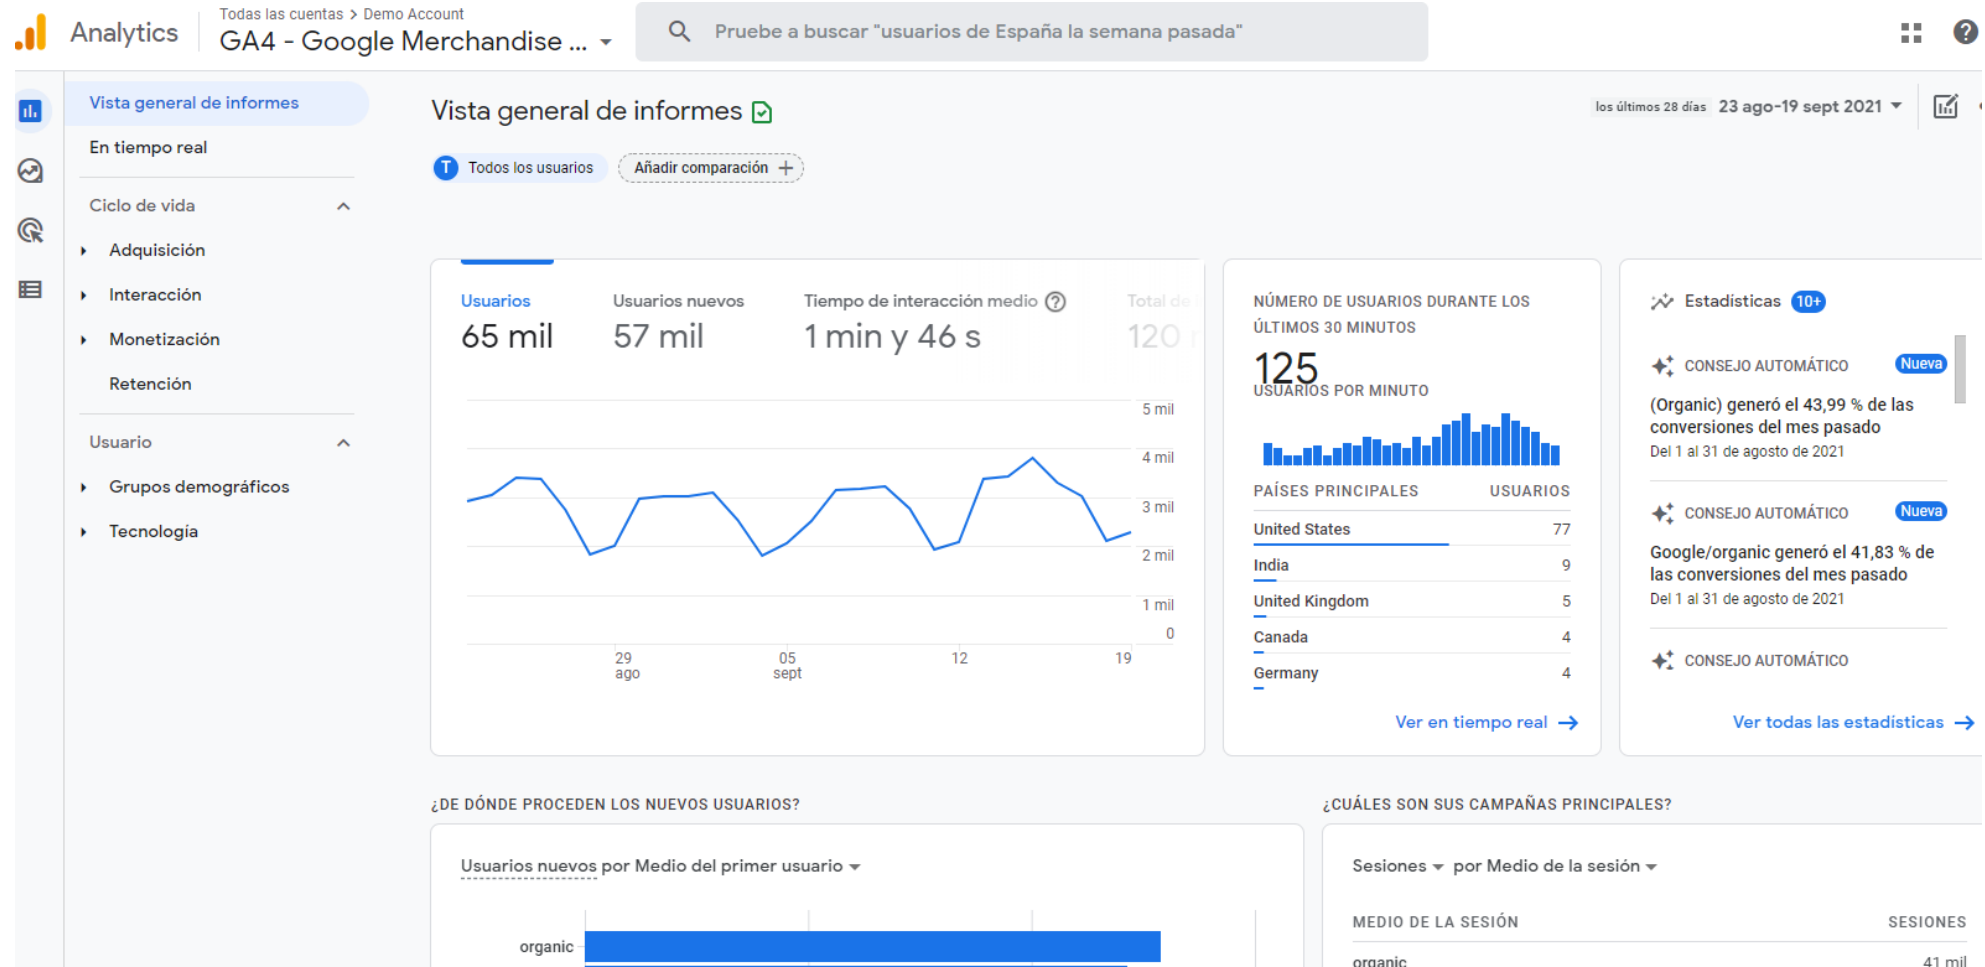 Analytics
Todas las cuentas > Demo Account
GA4 - Google Merchandise ...
Pruebe a buscar "usuarios de España la semana pasada"
Vista general de informes
En tiempo real
Ciclo de vida
Adquisición
Interacción
Monetización
Retención
Usuario
Grupos demográficos
Tecnología
Vista general de informes
los últimos 28 días 23 ago-19 sept 2021
T Todos los usuarios
Añadir comparación
Usuarios
65 mil
Usuarios nuevos
57 mil
Tiempo de interacción medio
1 min y 46 s
Total de
120
5 mil
4 mil
3 mil
2 mil
1 mil
0
29
ago
05
sept
12
19
NÚMERO DE USUARIOS DURANTE LOS
ÚLTIMOS 30 MINUTOS
125
USUARIOS POR MINUTO
PAÍSES PRINCIPALES USUARIOS
United States 77
India 9
United Kingdom 5
Canada 4
Germany 4
Ver en tiempo real
Estadísticas 10+
CONSEJO AUTOMÁTICO Nueva
(Organic) generó el 43,99 % de las
conversiones del mes pasado
Del 1 al 31 de agosto de 2021
CONSEJO AUTOMÁTICO Nueva
Google/organic generó el 41,83 % de
las conversiones del mes pasado
Del 1 al 31 de agosto de 2021
CONSEJO AUTOMÁTICO
Ver todas las estadísticas
¿DE DÓNDE PROCEDEN LOS NUEVOS USUARIOS?
Usuarios nuevos por Medio del primer usuario
organic
¿CUÁLES SON SUS CAMPAÑAS PRINCIPALES?
Sesiones por Medio de la sesión
MEDIO DE LA SESIÓN SESIONES
organic 41 mil